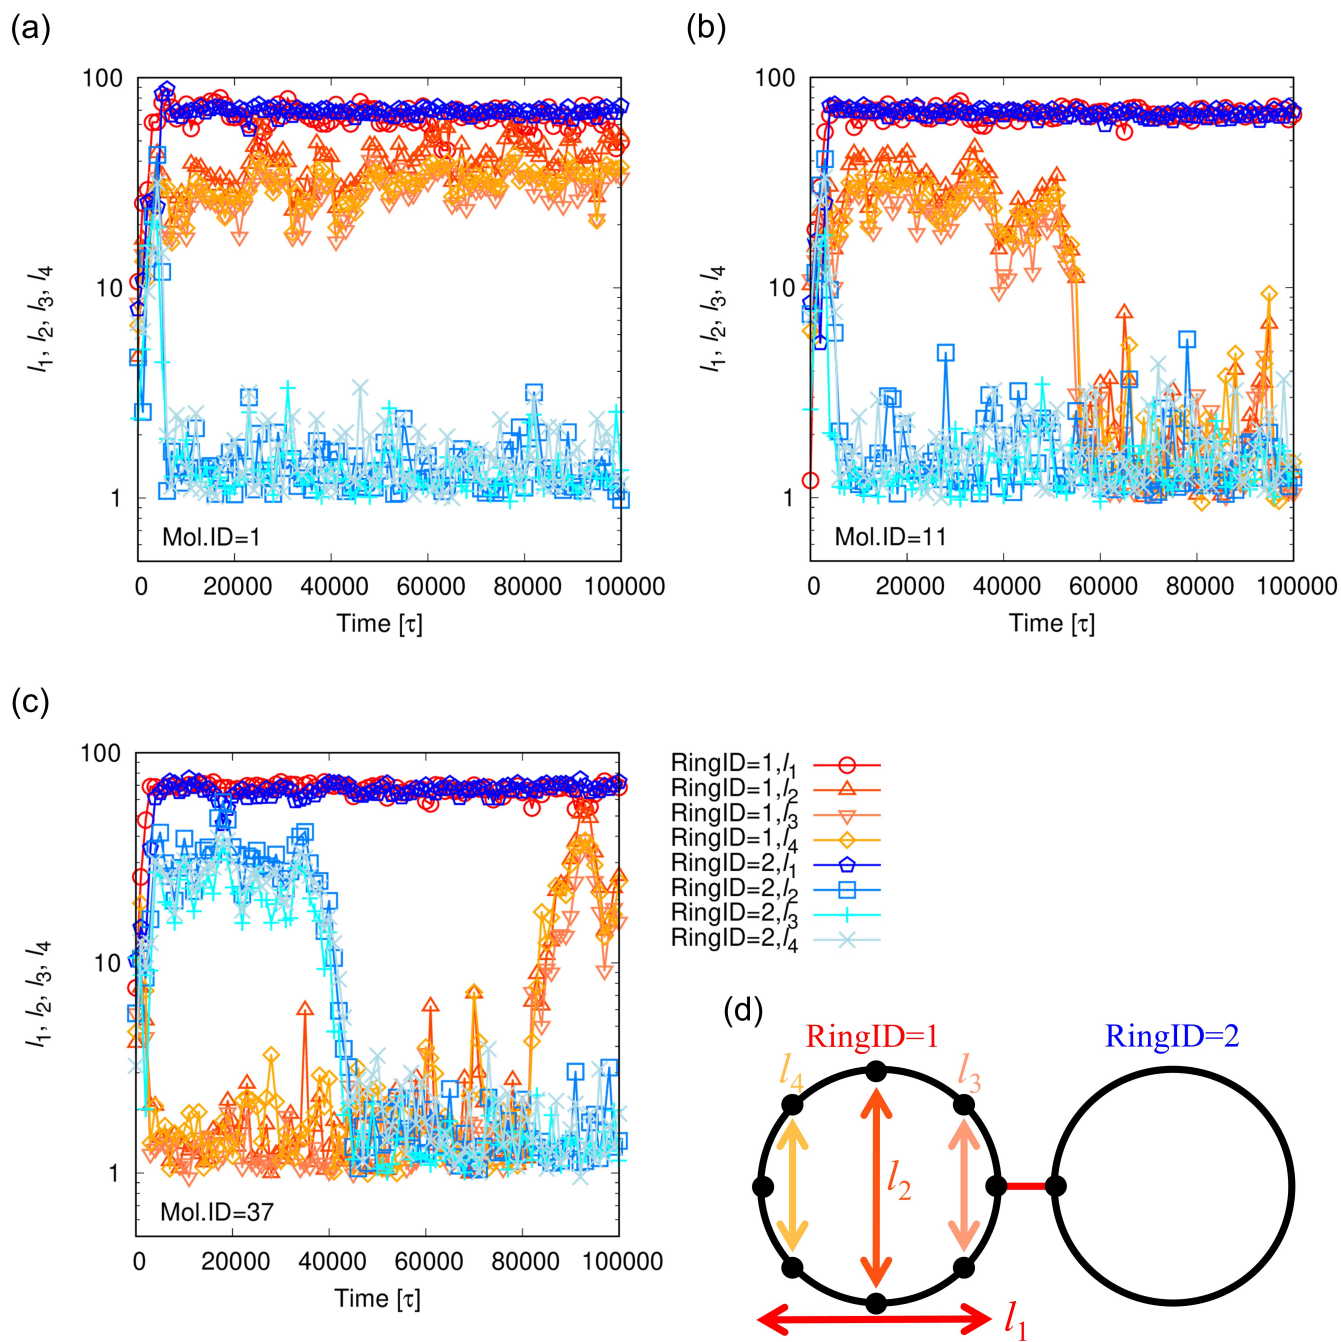 (a)
100
10
1
l1, l2, l3, l4
Mol.ID=1
0 20000 40000 60000 80000 100000
Time [τ]
(b)
100
10
1
l1, l2, l3, l4
Mol.ID=11
0 20000 40000 60000 80000 100000
Time [τ]
(c)
100
10
1
l1, l2, l3, l4
Mol.ID=37
0 20000 40000 60000 80000 100000
Time [τ]
RingID=1,l1
RingID=1,l2
RingID=1,l3
RingID=1,l4
RingID=2,l1
RingID=2,l2
RingID=2,l3
RingID=2,l4
(d)
RingID=1 RingID=2
l4 l3
l2
l1